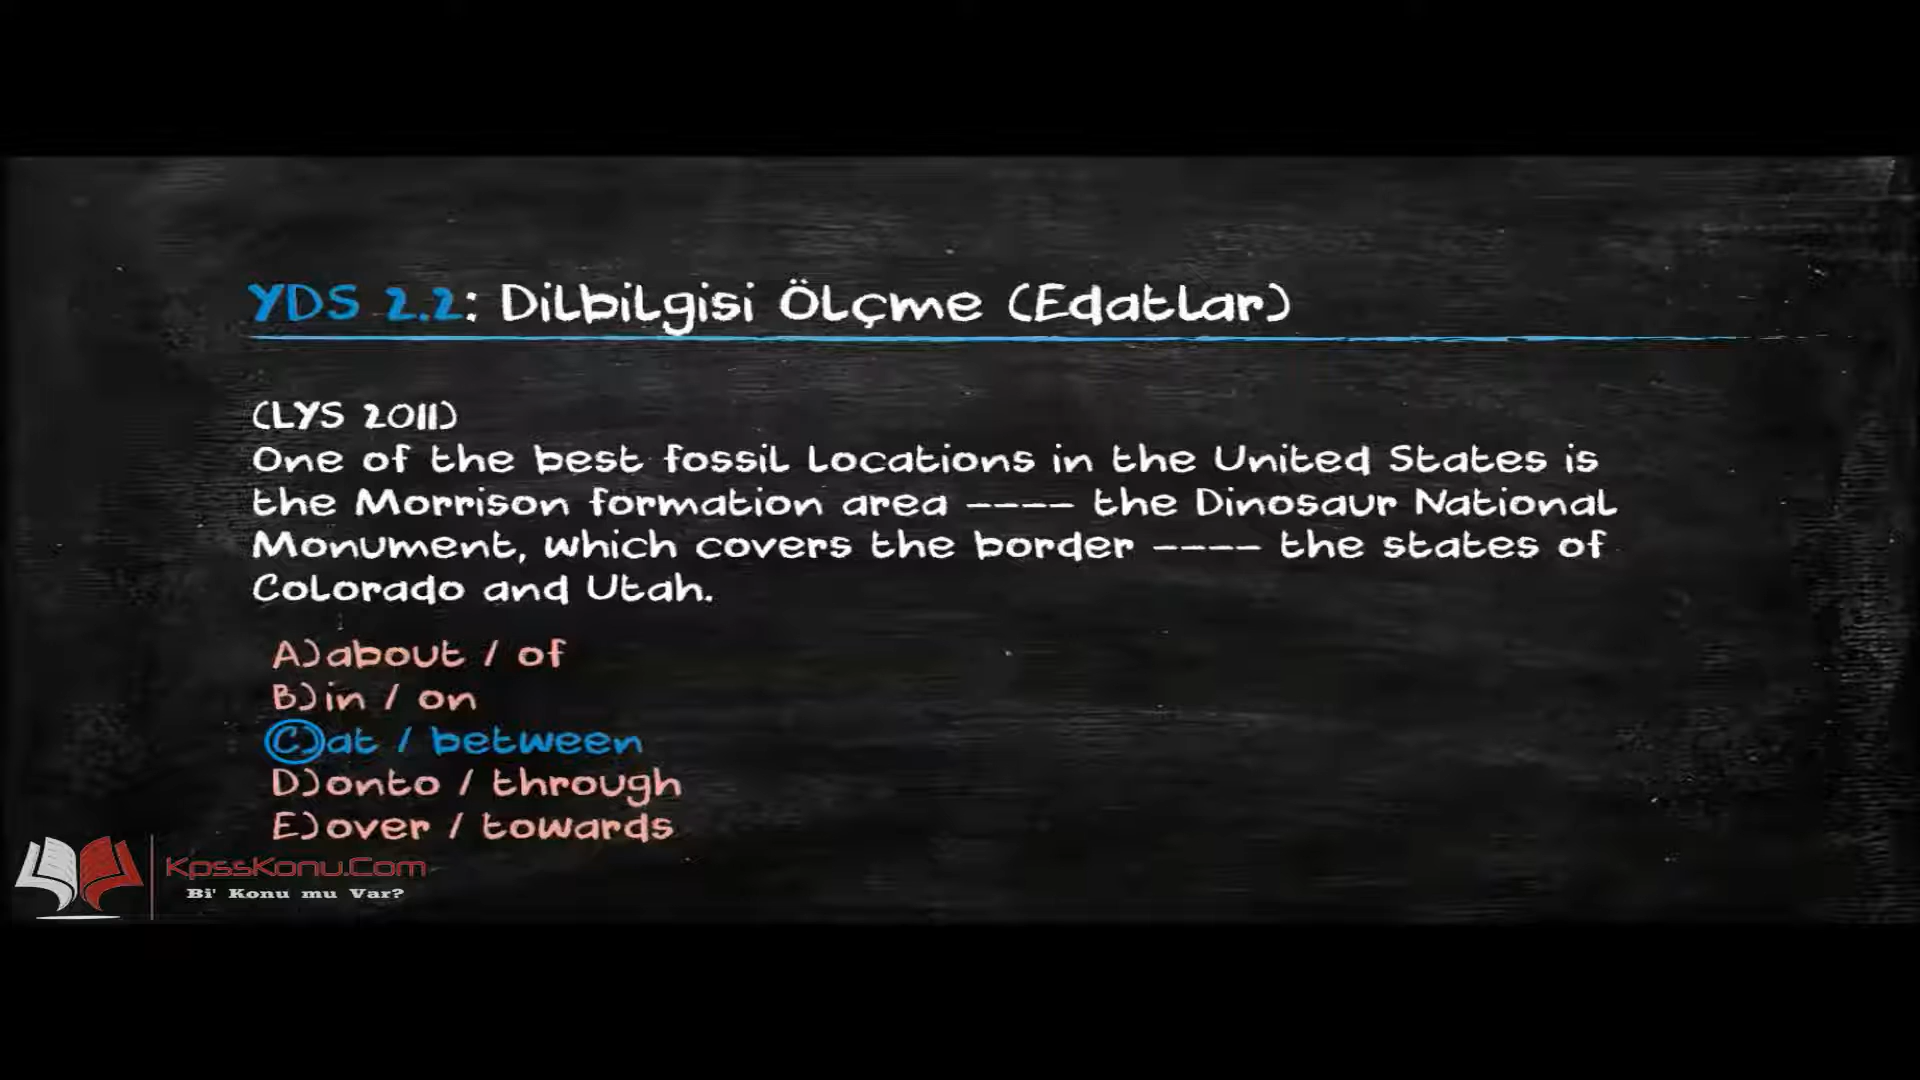 YDS 2.2: Dilbilgisi Ölçme (Edatlar)
(LYS 2011)
One of the best fossil locations in the United States is
the Morrison formation area ---- the Dinosaur National
Monument, which covers the border ---- the states of
Colorado and Utah.
A) about / of
B) in / on
C) at / between
D) onto / through
E) over / towards
KpssKonu.Com
Bi' Konu mu Var?